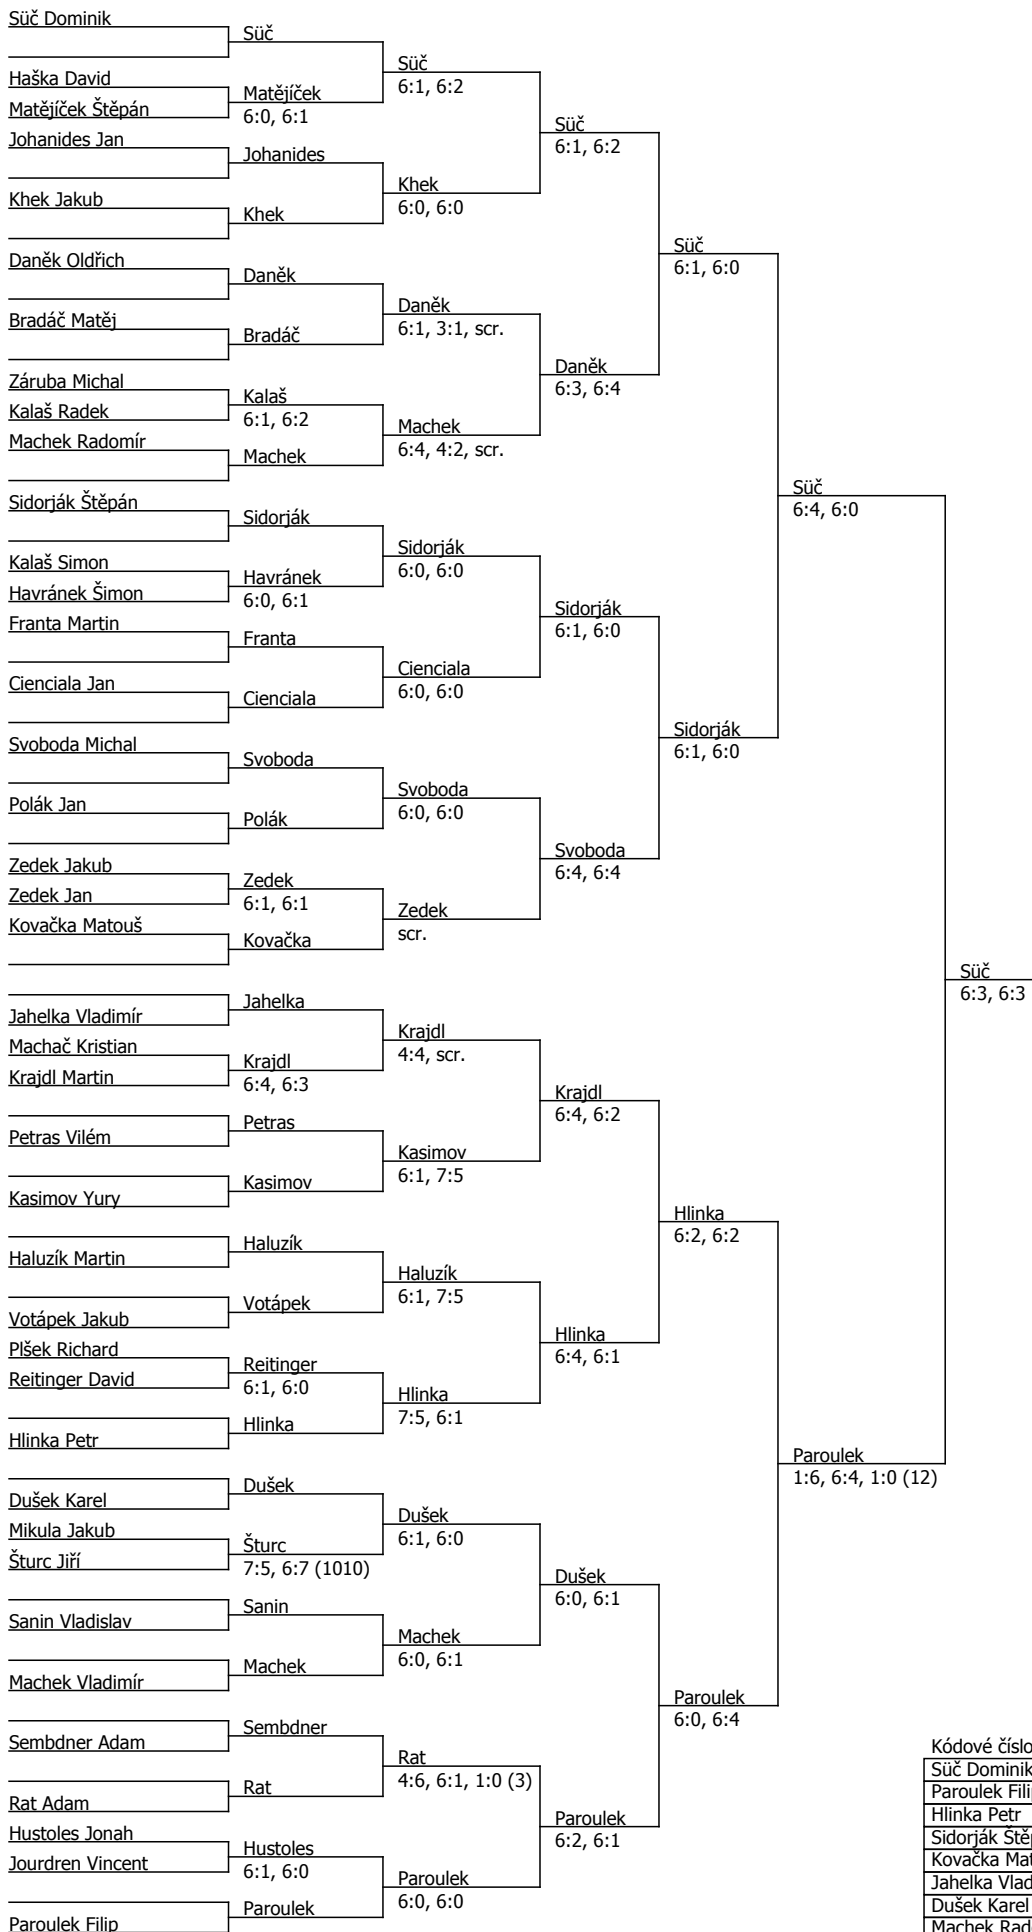 Süč Dominik
Haška David
Matějíček Štěpán
Johanides Jan
Khek Jakub
Daněk Oldřich
Bradáč Matěj
Záruba Michal
Kalaš Radek
Machek Radomír
Sidorják Štěpán
Kalaš Simon
Havránek Šimon
Franta Martin
Cienciala Jan
Svoboda Michal
Polák Jan
Zedek Jakub
Zedek Jan
Kovačka Matouš
Jahelka Vladimír
Machač Kristian
Krajdl Martin
Petras Vilém
Kasimov Yury
Haluzík Martin
Votápek Jakub
Plšek Richard
Reitinger David
Hlinka Petr
Dušek Karel
Mikula Jakub
Šturc Jiří
Sanin Vladislav
Machek Vladimír
Sembdner Adam
Rat Adam
Hustoles Jonah
Jourdren Vincent
Paroulek Filip
Süč
Matějíček
6:0, 6:1
Johanides
Khek
Daněk
Bradáč
Kalaš
6:1, 6:2
Machek
Sidorják
Havránek
6:0, 6:1
Franta
Cienciala
Svoboda
Polák
Zedek
6:1, 6:1
Kovačka
Jahelka
Krajdl
6:4, 6:3
Petras
Kasimov
Haluzík
Votápek
Reitinger
6:1, 6:0
Hlinka
Dušek
Šturc
7:5, 6:7 (1010)
Sanin
Machek
Sembdner
Rat
Hustoles
6:1, 6:0
Paroulek
Süč
6:1, 6:2
Khek
6:0, 6:0
Daněk
6:1, 3:1, scr.
Machek
6:4, 4:2, scr.
Sidorják
6:0, 6:0
Cienciala
6:0, 6:0
Svoboda
6:0, 6:0
Zedek
scr.
Krajdl
4:4, scr.
Kasimov
6:1, 7:5
Haluzík
6:1, 7:5
Hlinka
7:5, 6:1
Dušek
6:1, 6:0
Machek
6:0, 6:1
Rat
4:6, 6:1, 1:0 (3)
Paroulek
6:0, 6:0
Süč
6:1, 6:2
Daněk
6:3, 6:4
Sidorják
6:1, 6:0
Svoboda
6:4, 6:4
Krajdl
6:4, 6:2
Hlinka
6:4, 6:1
Dušek
6:0, 6:1
Paroulek
6:2, 6:1
Süč
6:1, 6:0
Sidorják
6:1, 6:0
Hlinka
6:2, 6:2
Paroulek
6:0, 6:4
Süč
6:4, 6:0
Paroulek
1:6, 6:4, 1:0 (12)
Süč
6:3, 6:3
Kódové číslo
Süč Dominik
Paroulek Fili
Hlinka Petr
Sidorják Ště
Kovačka Mat
Jahelka Vlad
Dušek Karel
Machek Rad